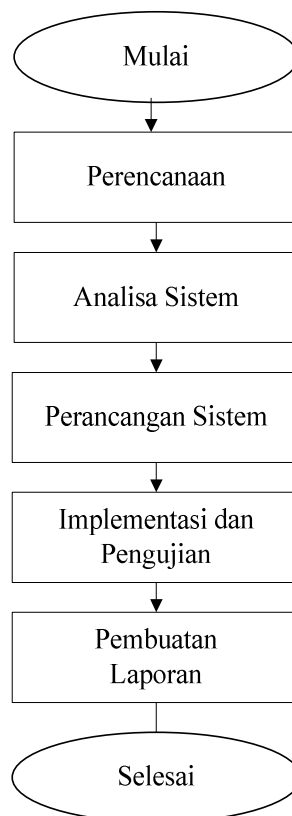 Mulai
Perencanaan
Analisa Sistem
Perancangan Sistem
Implementasi dan
Pengujian
Pembuatan
Laporan
Selesai